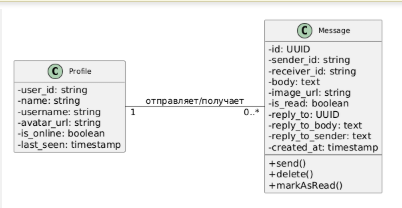 C Profile
-user_id: string
-name: string
-username: string
-avatar_url: string
-is_online: boolean
-last_seen: timestamp
отправляет/получает
1
0..*
C Message
-id: UUID
-sender_id: string
-receiver_id: string
-body: text
-image_url: string
-is_read: boolean
-reply_to: UUID
-reply_to_body: text
-reply_to_sender: text
-created_at: timestamp
+send()
+delete()
+markAsRead()